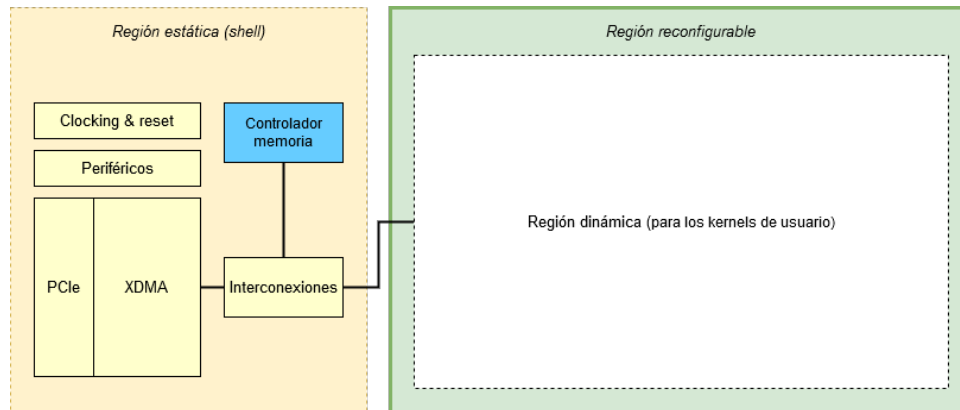 Región estática (shell)
Región reconfigurable
Clocking & reset
Controlador
memoria
Periféricos
Región dinámica (para los kernels de usuario)
PCIe
XDMA
Interconexiones